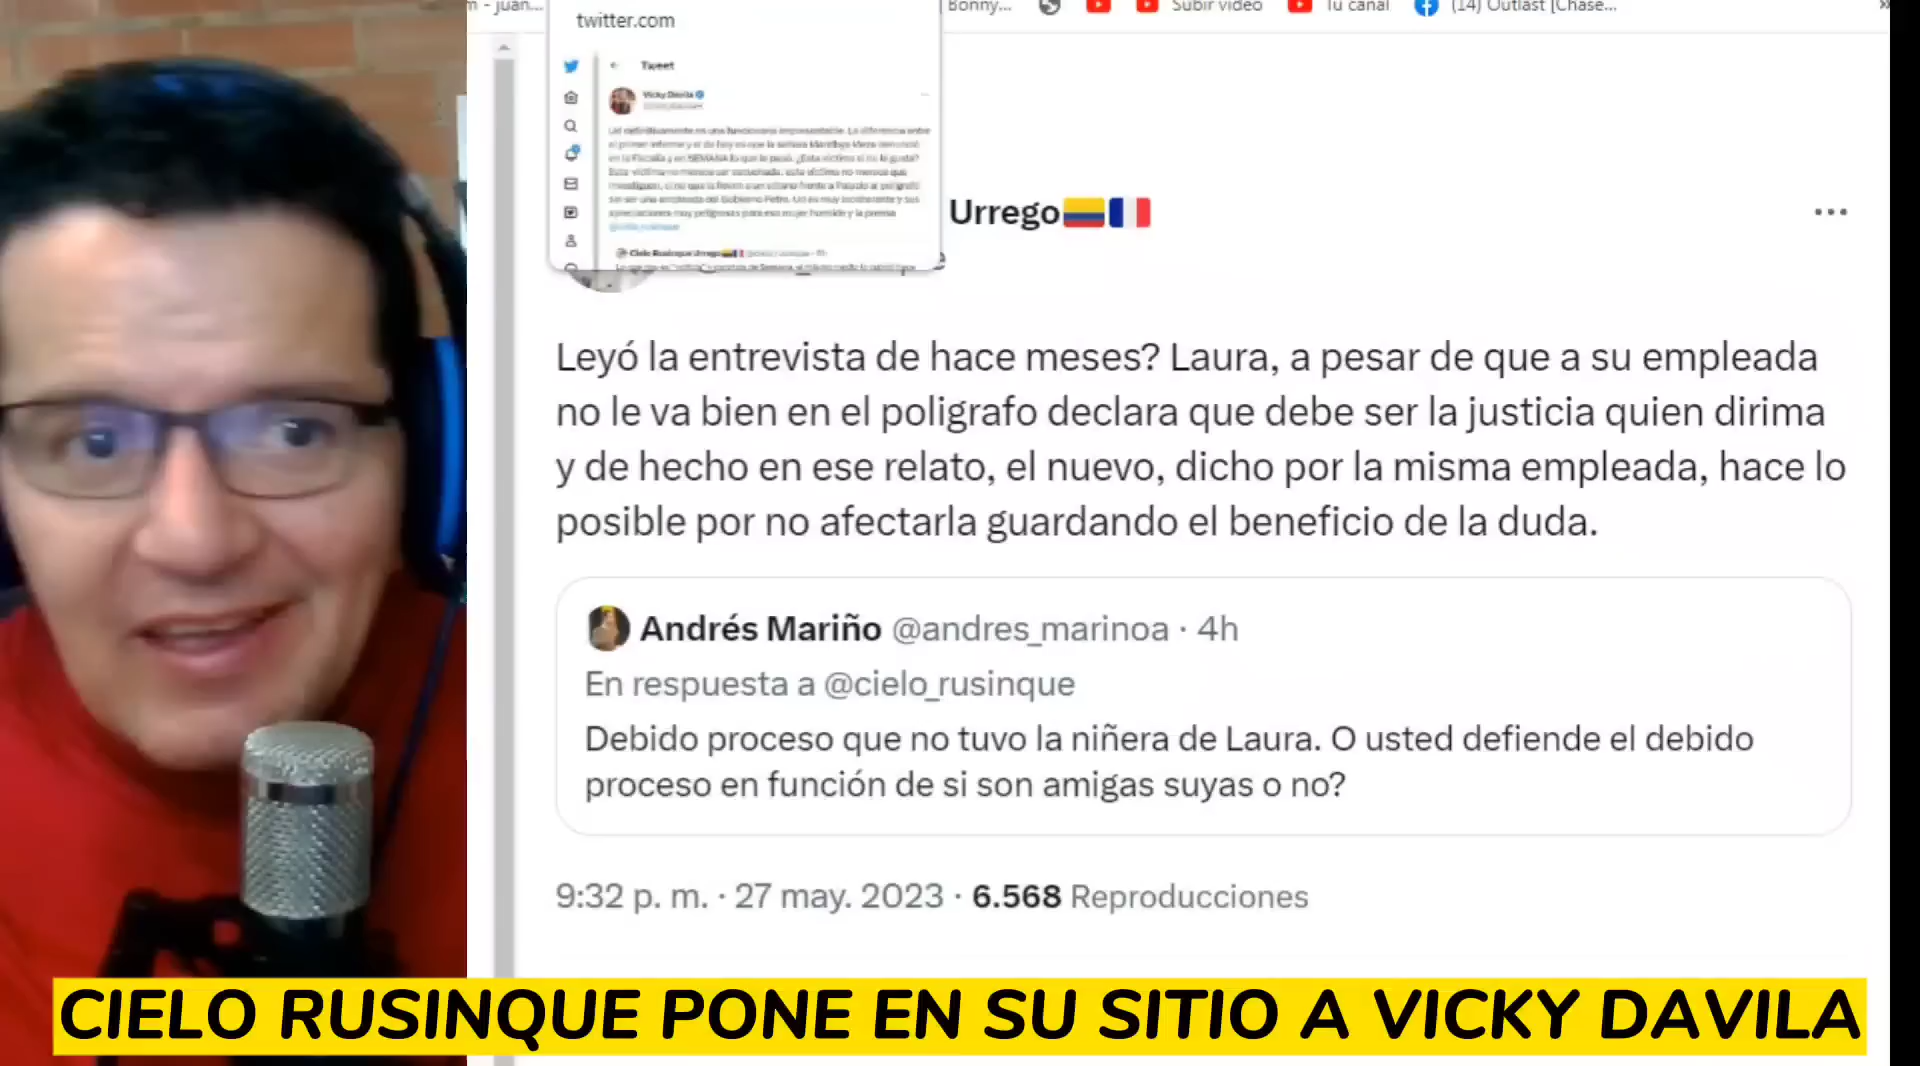 juan...
Bonny...
Subir video
Tu canal
(14) Outlast [Chase...
»
twitter.com
Tweet
Vicky Davila
Urrego
Leyó la entrevista de hace meses? Laura, a pesar de que a su empleada
no le va bien en el poligrafo declara que debe ser la justicia quien dirima
y de hecho en ese relato, el nuevo, dicho por la misma empleada, hace lo
posible por no afectarla guardando el beneficio de la duda.
Andrés Mariño @andres_marinoa · 4h
En respuesta a @cielo_rusinque
Debido proceso que no tuvo la niñera de Laura. O usted defiende el debido
proceso en función de si son amigas suyas o no?
9:32 p. m. · 27 may. 2023 · 6.568 Reproducciones
CIELO RUSINQUE PONE EN SU SITIO A VICKY DAVILA